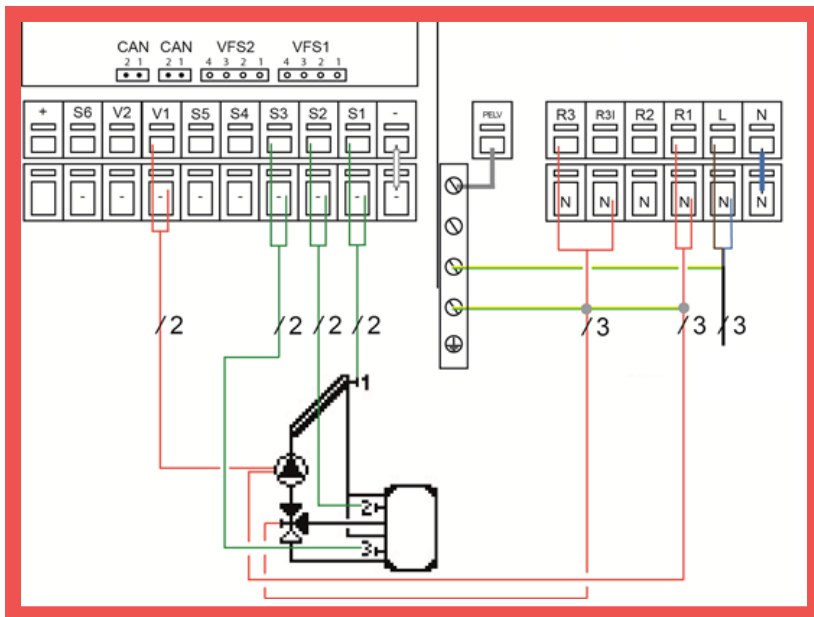 CAN CAN VFS2 VFS1
2 1 2 1 4 3 2 1 4 3 2 1
+ S6 V2 V1 S5 S4 S3 S2 S1 -
PELV
R3 R3I R2 R1 L N
- - - - - - - - -
N N N N N N
/2 /2 /2 /2
/3 /3 /3
1
2
3